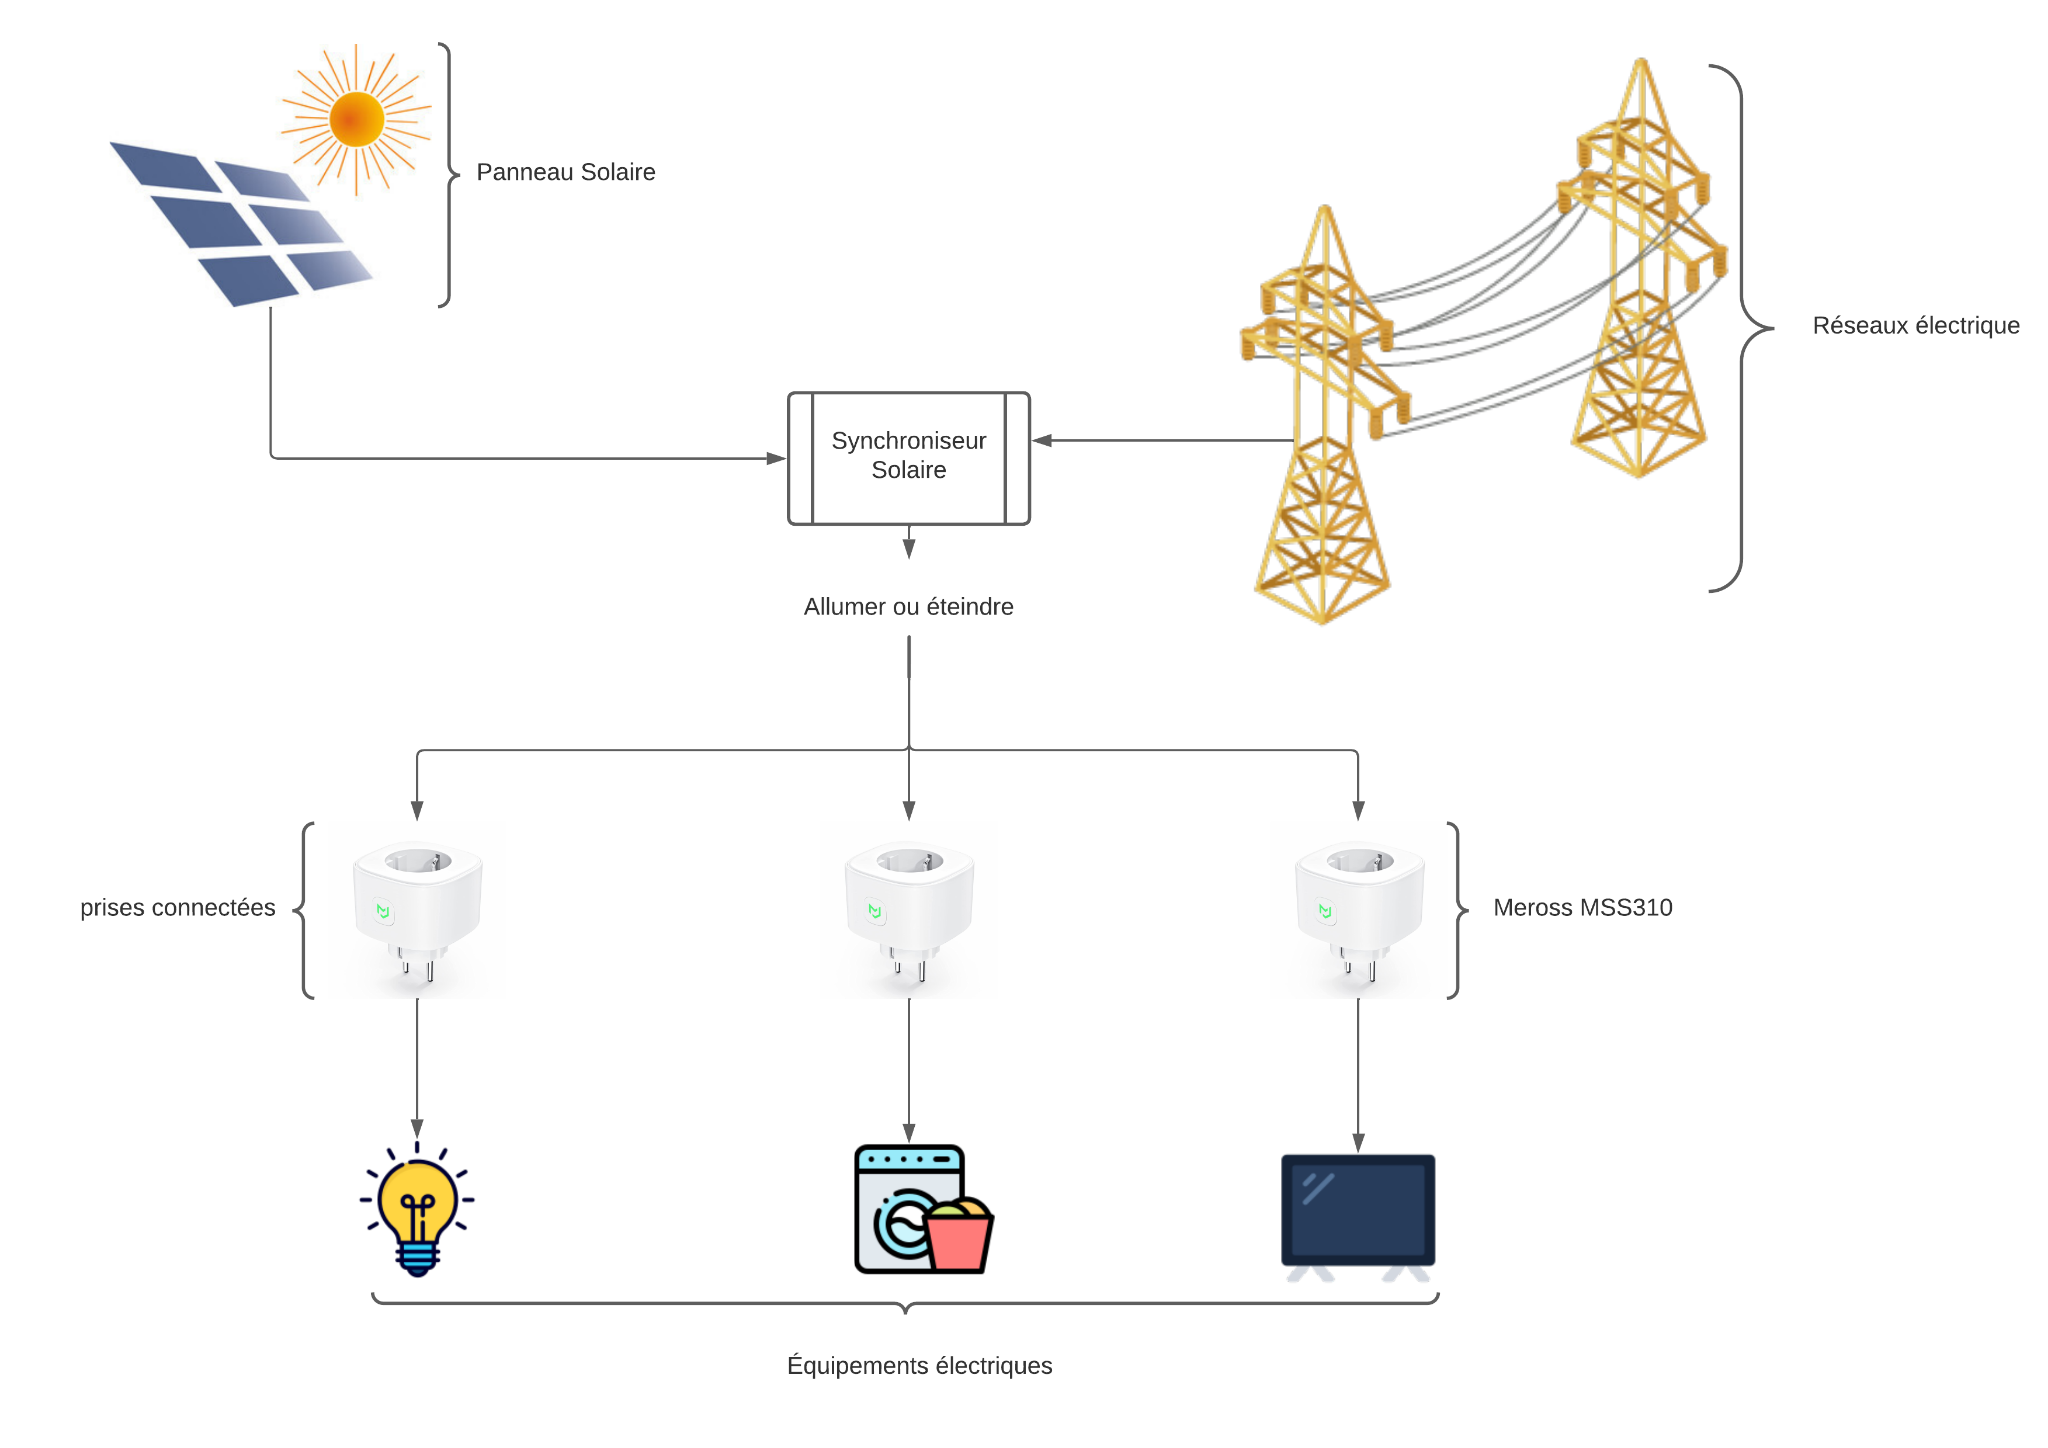 Panneau Solaire
Réseaux électrique
Synchroniseur
Solaire
Allumer ou éteindre
prises connectées
Meross MSS310
Équipements électriques